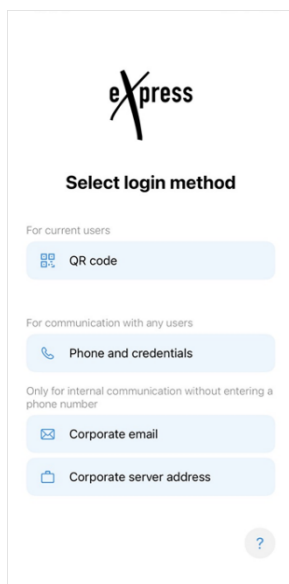 eXpress
Select login method
For current users
QR code
For communication with any users
Phone and credentials
Only for internal communication without entering a
phone number
Corporate email
Corporate server address
?